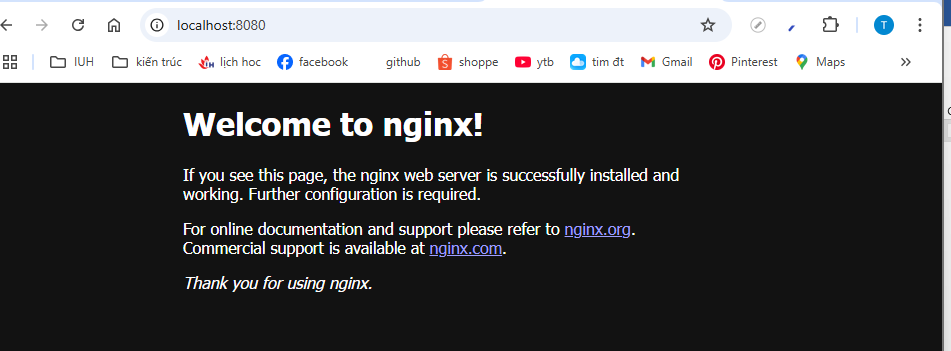 localhost:8080
IUH kiến trúc lịch hoc facebook github shoppe ytb tim đt Gmail Pinterest Maps
Welcome to nginx!
If you see this page, the nginx web server is successfully installed and
working. Further configuration is required.
For online documentation and support please refer to nginx.org.
Commercial support is available at nginx.com.
Thank you for using nginx.